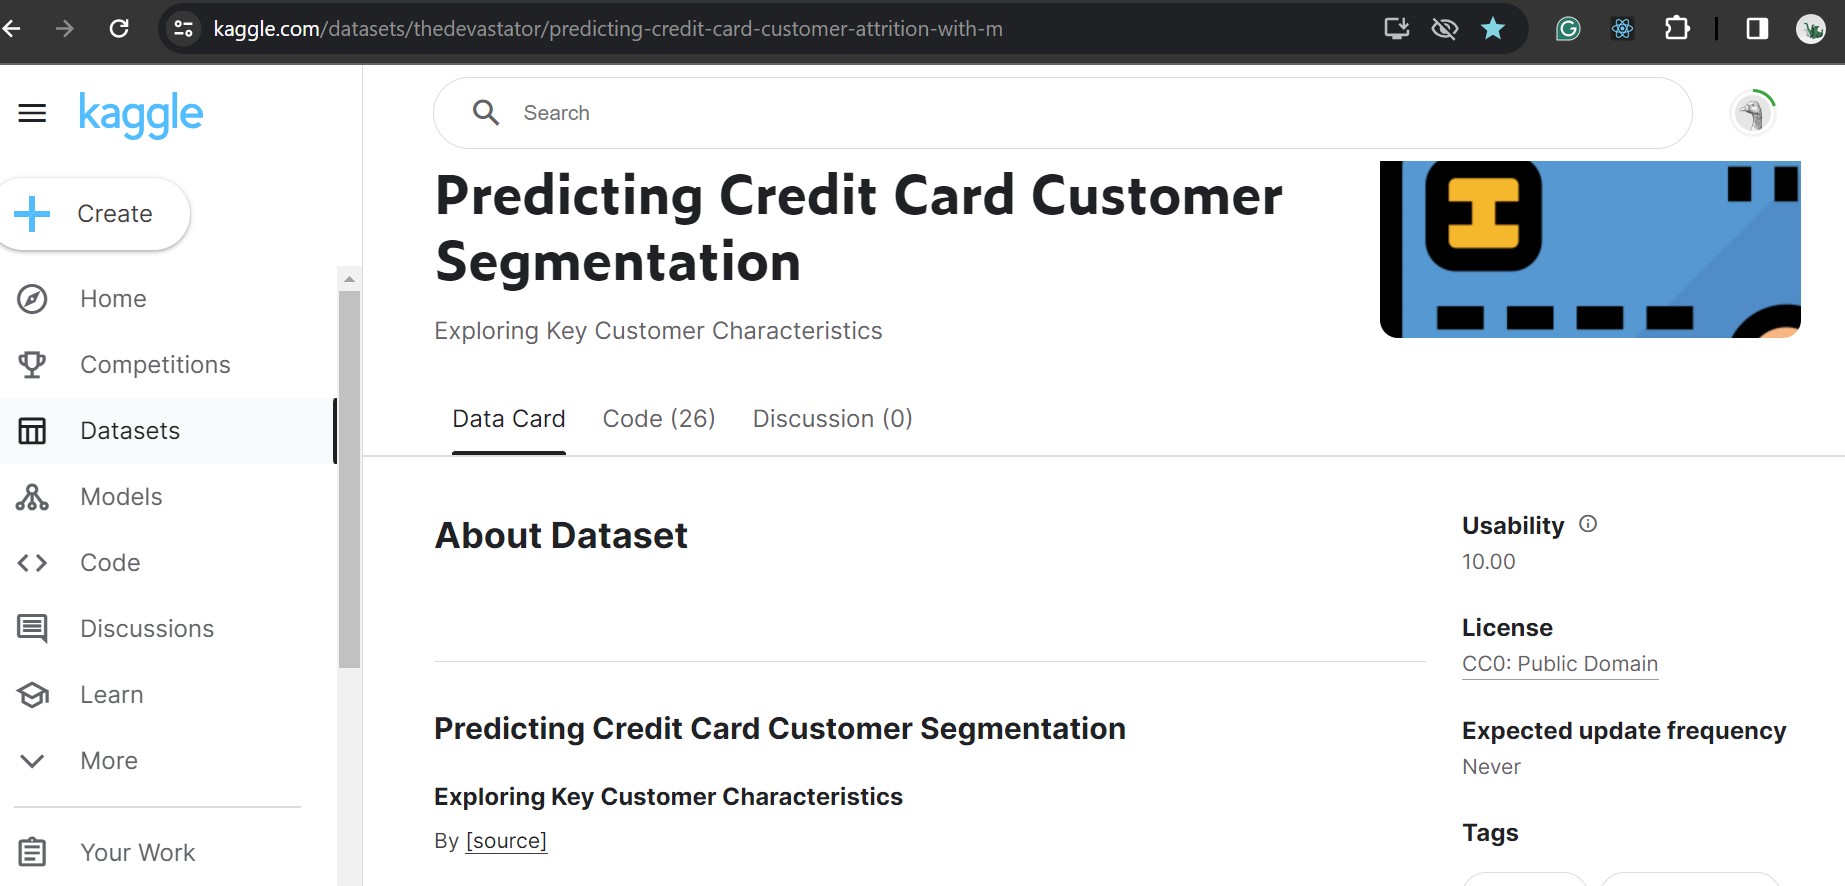 kaggle.com/datasets/thedevastator/predicting-credit-card-customer-attrition-with-m
kaggle
Search
Create
Home
Competitions
Datasets
Models
Code
Discussions
Learn
More
Your Work
Predicting Credit Card Customer
Segmentation
Exploring Key Customer Characteristics
Data Card Code (26) Discussion (0)
About Dataset
Predicting Credit Card Customer Segmentation
Exploring Key Customer Characteristics
By [source]
Usability
10.00
License
CC0: Public Domain
Expected update frequency
Never
Tags